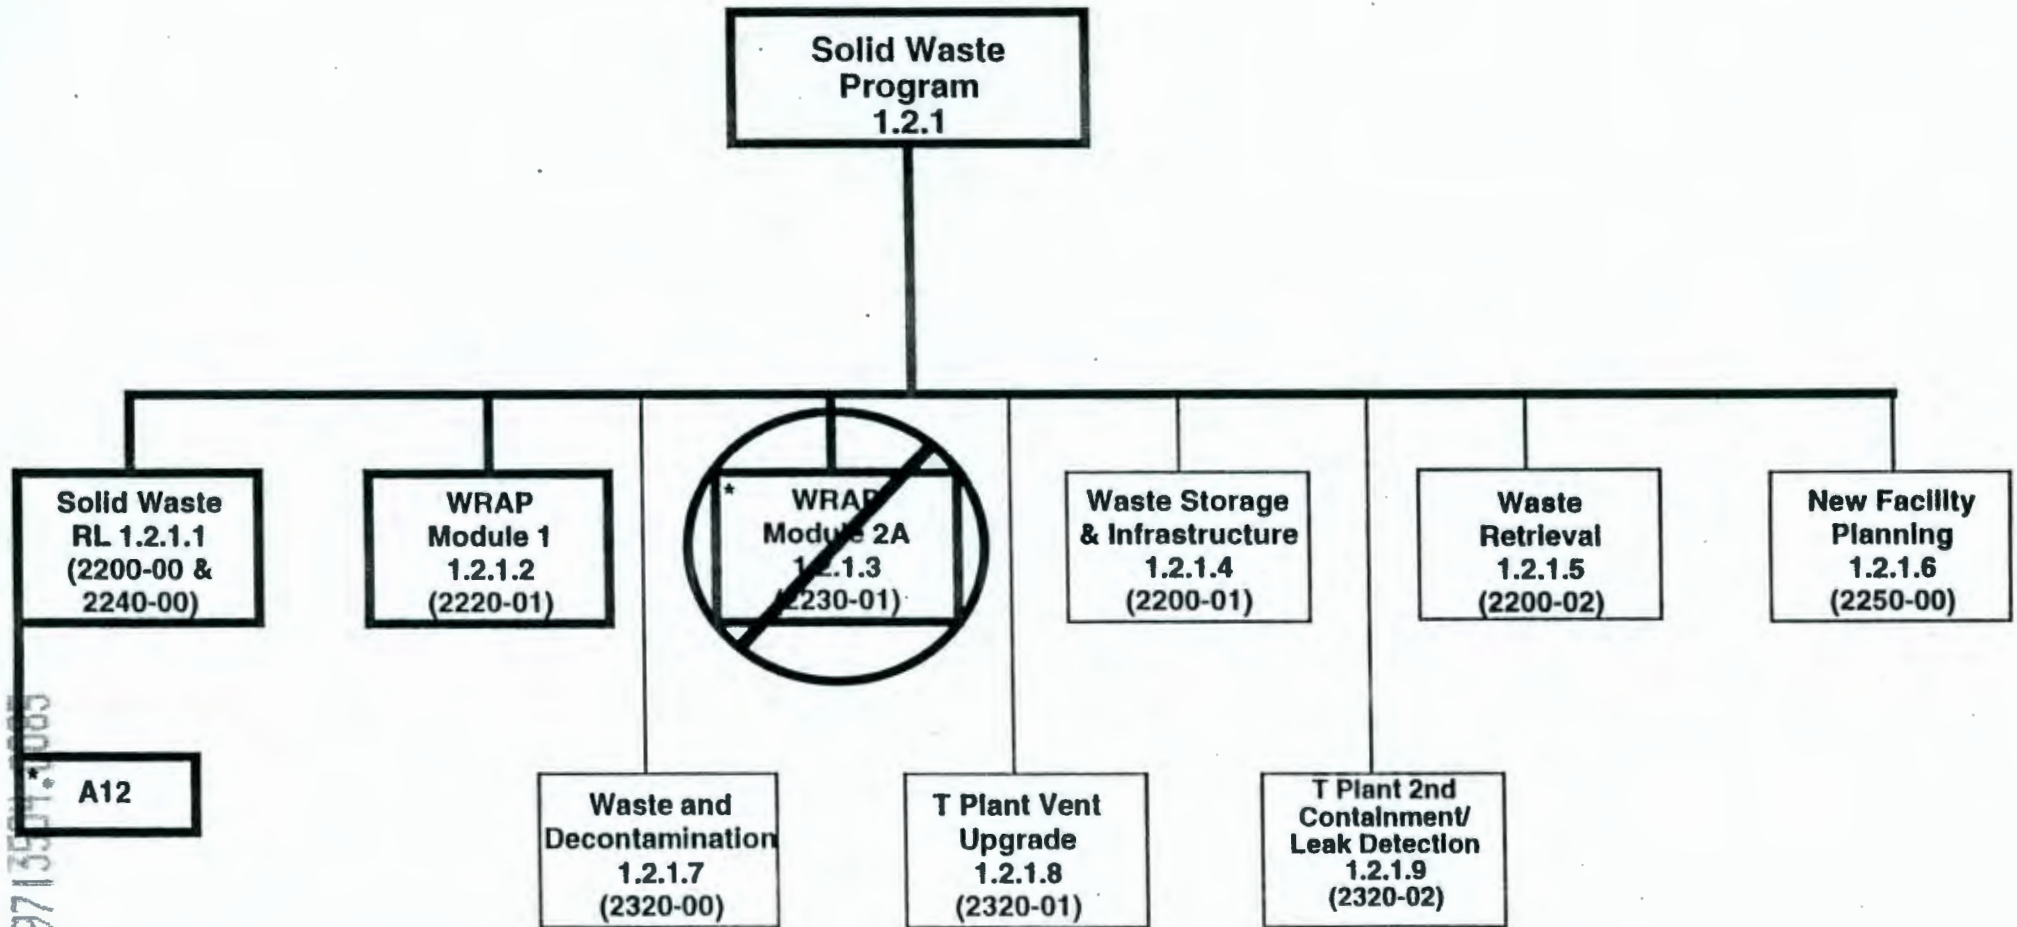 Solid Waste
Program
1.2.1
Solid Waste
RL 1.2.1.1
(2200-00 &
2240-00)
WRAP
Module 1
1.2.1.2
(2220-01)
*
WRAP
Module 2A
1.2.1.3
(2230-01)
Waste Storage
& Infrastructure
1.2.1.4
(2200-01)
Waste
Retrieval
1.2.1.5
(2200-02)
New Facility
Planning
1.2.1.6
(2250-00)
*
A12
Waste and
Decontamination
1.2.1.7
(2320-00)
T Plant Vent
Upgrade
1.2.1.8
(2320-01)
T Plant 2nd
Containment/
Leak Detection
1.2.1.9
(2320-02)